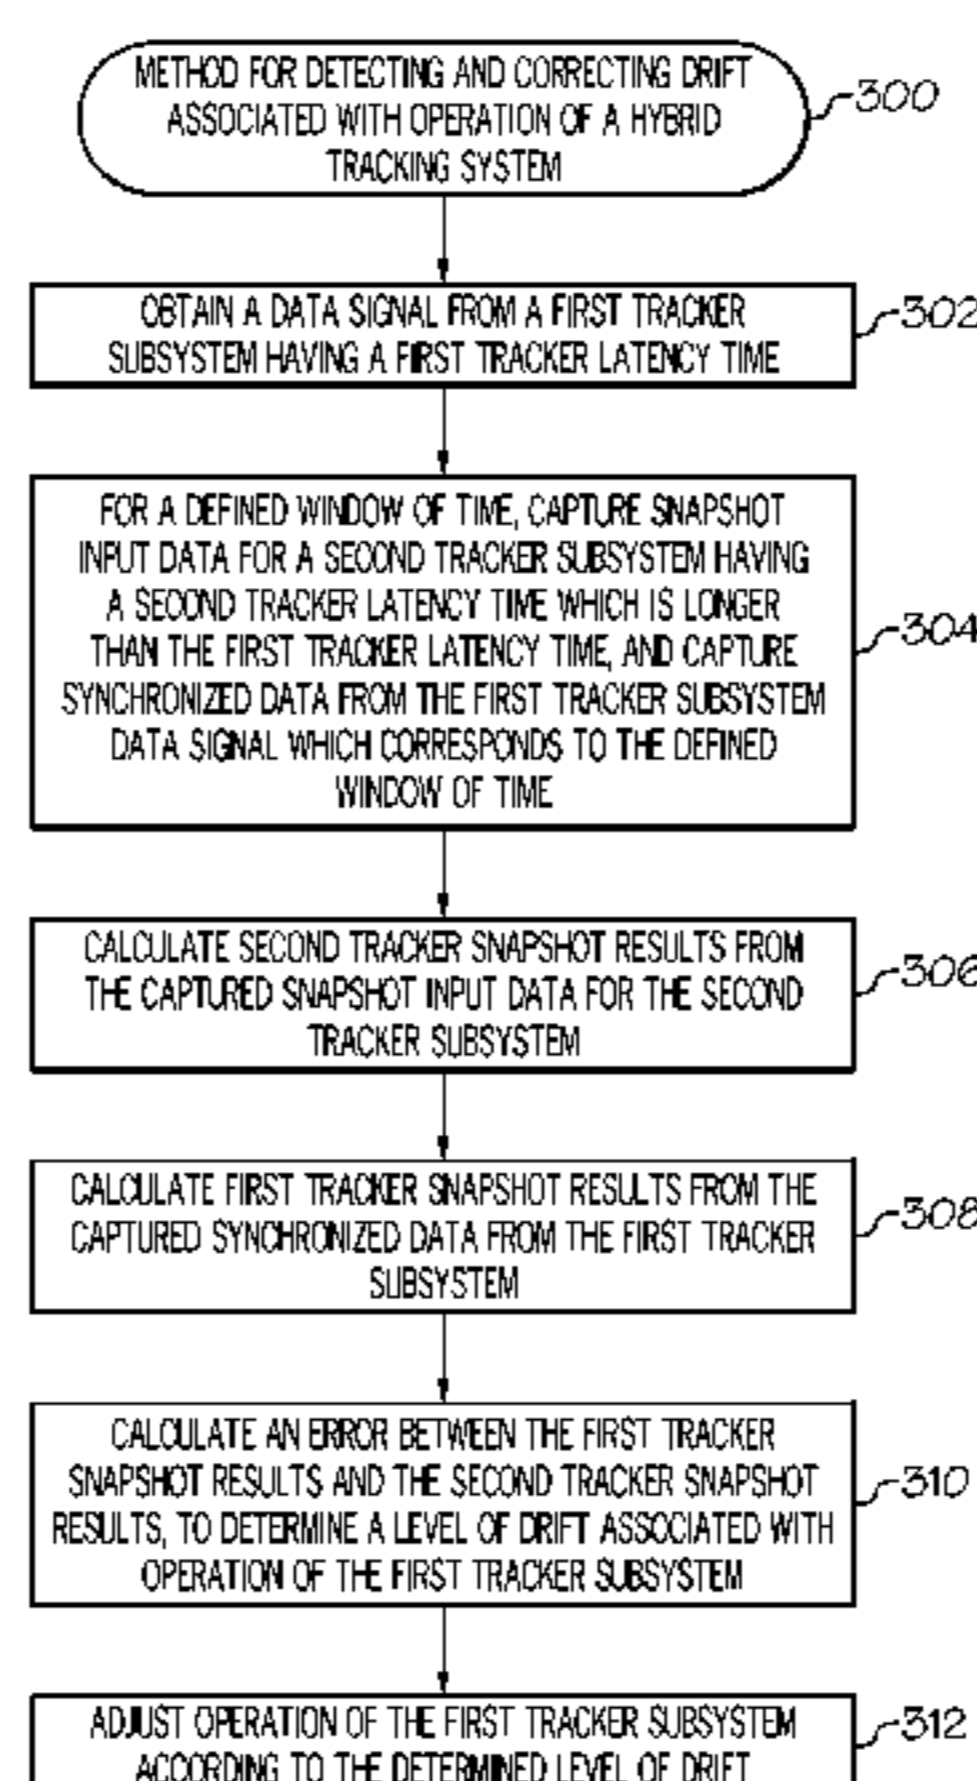 METHOD FOR DETECTING AND CORRECTING DRIFT
ASSOCIATED WITH OPERATION OF A HYBRID
TRACKING SYSTEM
300
OBTAIN A DATA SIGNAL FROM A FIRST TRACKER
SUBSYSTEM HAVING A FIRST TRACKER LATENCY TIME
302
FOR A DEFINED WINDOW OF TIME, CAPTURE SNAPSHOT
INPUT DATA FOR A SECOND TRACKER SUBSYSTEM HAVING
A SECOND TRACKER LATENCY TIME WHICH IS LONGER
THAN THE FIRST TRACKER LATENCY TIME, AND CAPTURE
SYNCHRONIZED DATA FROM THE FIRST TRACKER SUBSYSTEM
DATA SIGNAL WHICH CORRESPONDS TO THE DEFINED
WINDOW OF TIME
304
CALCULATE SECOND TRACKER SNAPSHOT RESULTS FROM
THE CAPTURED SNAPSHOT INPUT DATA FOR THE SECOND
TRACKER SUBSYSTEM
306
CALCULATE FIRST TRACKER SNAPSHOT RESULTS FROM THE
CAPTURED SYNCHRONIZED DATA FROM THE FIRST TRACKER
SUBSYSTEM
308
CALCULATE AN ERROR BETWEEN THE FIRST TRACKER
SNAPSHOT RESULTS AND THE SECOND TRACKER SNAPSHOT
RESULTS, TO DETERMINE A LEVEL OF DRIFT ASSOCIATED WITH
OPERATION OF THE FIRST TRACKER SUBSYSTEM
310
ADJUST OPERATION OF THE FIRST TRACKER SUBSYSTEM
ACCORDING TO THE DETERMINED LEVEL OF DRIFT
312